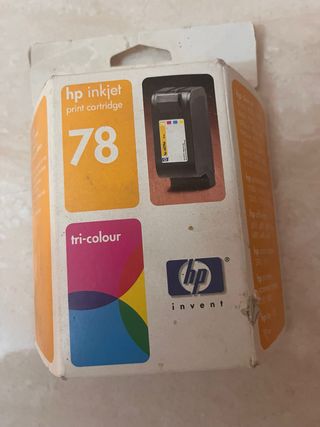 hp inkjet
print cartridge
78
tri-colour
hp
invent